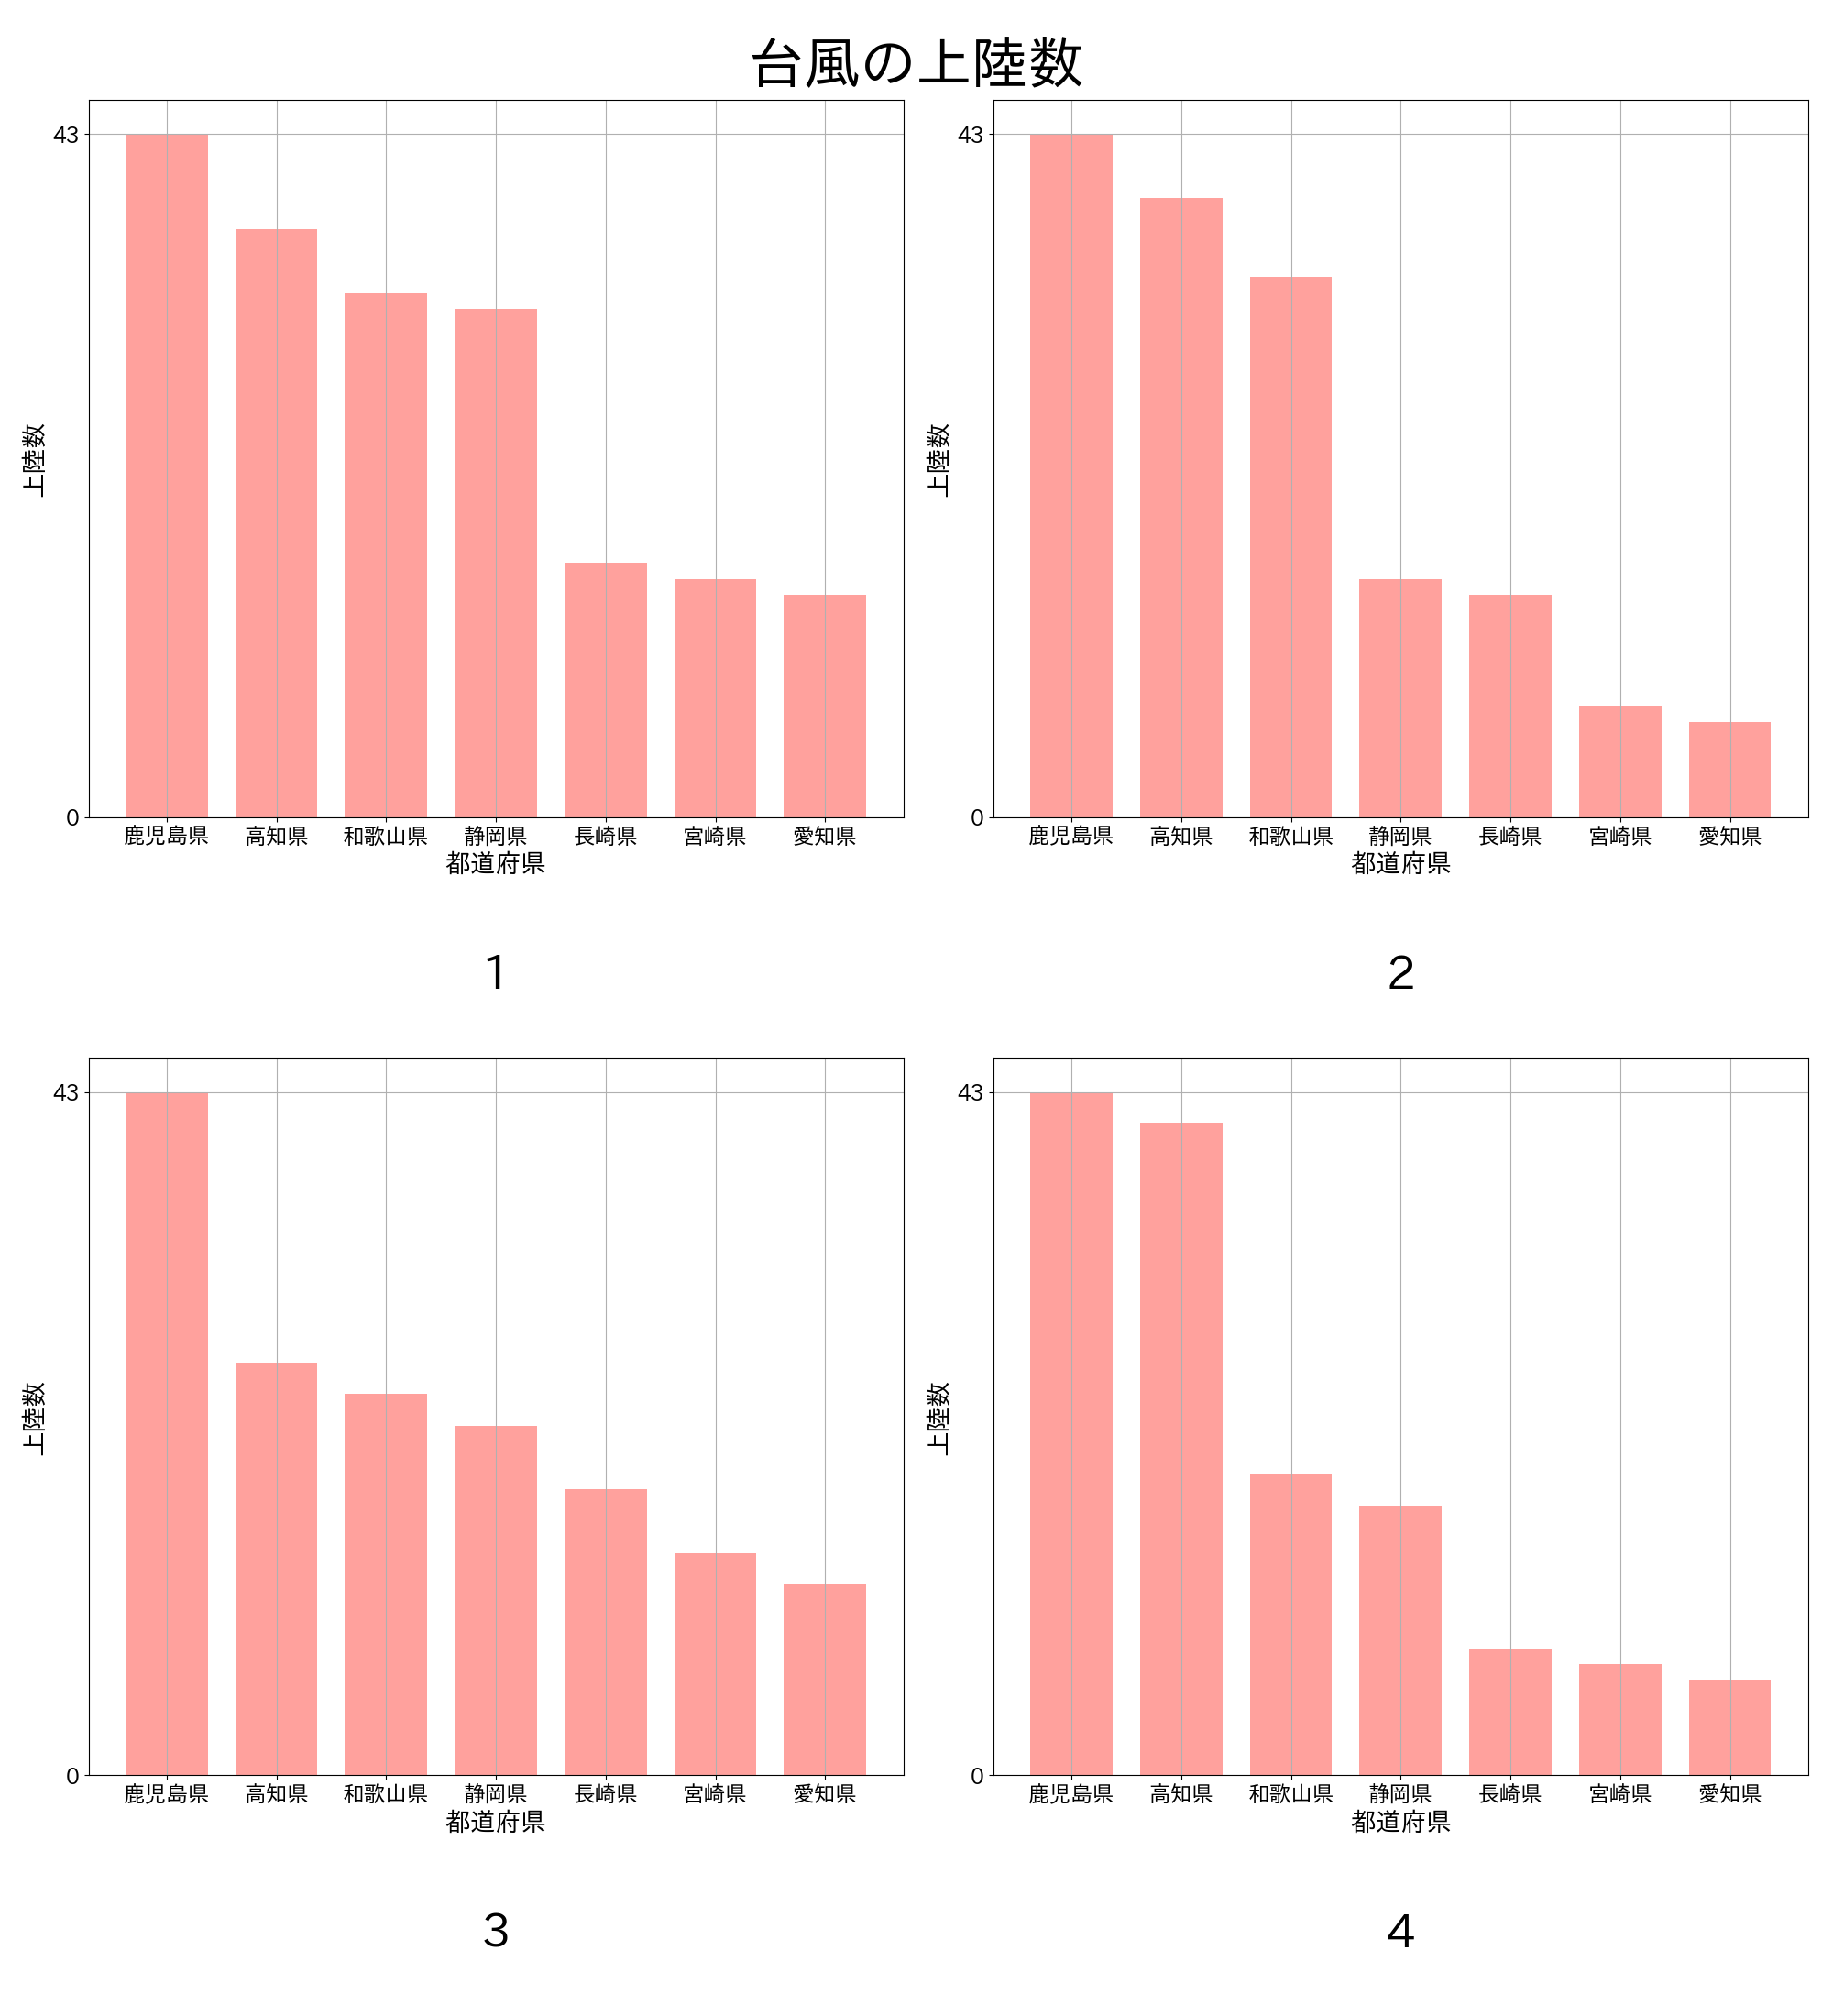 台風の上陸数
43
上陸数
0
鹿児島県 高知県 和歌山県 静岡県 長崎県 宮崎県 愛知県
都道府県
1
43
上陸数
0
鹿児島県 高知県 和歌山県 静岡県 長崎県 宮崎県 愛知県
都道府県
2
43
上陸数
0
鹿児島県 高知県 和歌山県 静岡県 長崎県 宮崎県 愛知県
都道府県
3
43
上陸数
0
鹿児島県 高知県 和歌山県 静岡県 長崎県 宮崎県 愛知県
都道府県
4